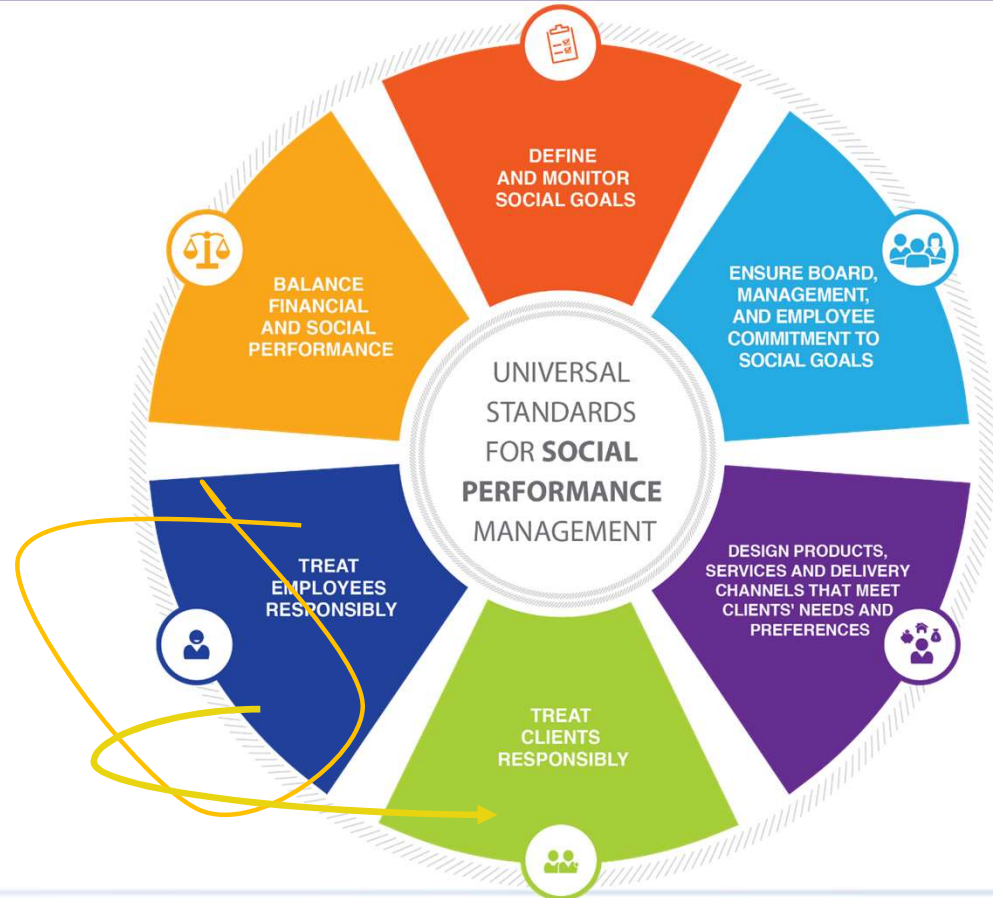 DEFINE
AND MONITOR
SOCIAL GOALS
ENSURE BOARD,
MANAGEMENT,
AND EMPLOYEE
COMMITMENT TO
SOCIAL GOALS
DESIGN PRODUCTS,
SERVICES AND DELIVERY
CHANNELS THAT MEET
CLIENTS' NEEDS AND
PREFERENCES
TREAT
CLIENTS
RESPONSIBLY
TREAT
EMPLOYEES
RESPONSIBLY
BALANCE
FINANCIAL
AND SOCIAL
PERFORMANCE
UNIVERSAL
STANDARDS
FOR SOCIAL
PERFORMANCE
MANAGEMENT